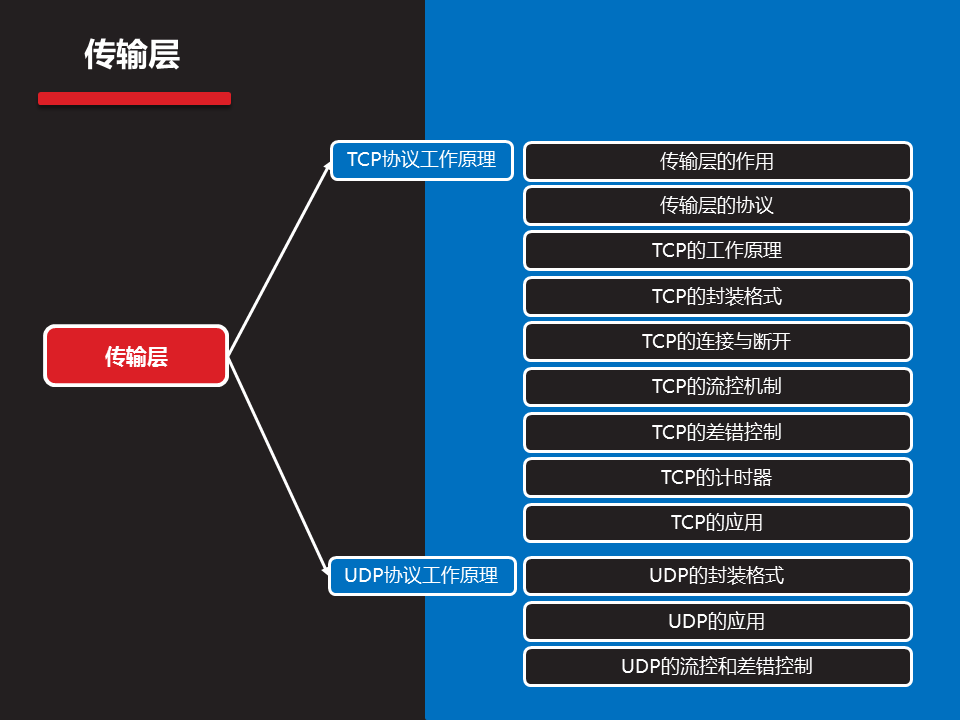 传输层
TCP协议工作原理
传输层的作用
传输层的协议
TCP的工作原理
TCP的封装格式
TCP的连接与断开
传输层
TCP的流控机制
TCP的差错控制
TCP的计时器
TCP的应用
UDP协议工作原理
UDP的封装格式
UDP的应用
UDP的流控和差错控制